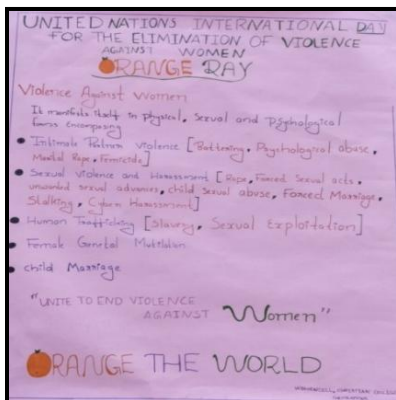 UNITED NATIONS INTERNATIONAL DAY
FOR THE ELIMINATION OF VIOLENCE
AGAINST WOMEN
ORANGE DAY
Violence Against Women
It manifests itself in physical, Sexual and Psychological
forms encompassing
• Intimate Partner violence [Battering, Psychological abuse,
Marital Rape, Femicide]
• Sexual violence and Harassment [Rape, Forced Sexual acts,
unwanted sexual advances, child Sexual abuse, Forced Marriage,
Stalking, Cyber Harassment]
• Human Trafficking [Slavery, Sexual Exploitation]
• Female Genital Mutilation
• child Marriage
"UNITE TO END VIOLENCE
AGAINST Women"
ORANGE THE WORLD
CHRISTIAN COLLEGE